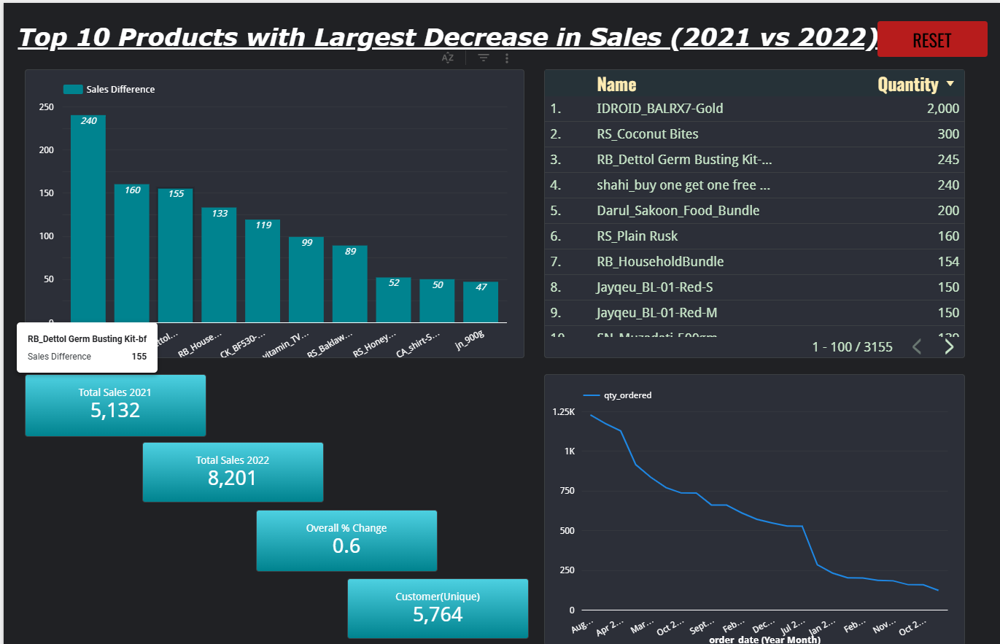 Top 10 Products with Largest Decrease in Sales (2021 vs 2022)
RESET
Sales Difference
250
200
150
100
50
0
240
160
155
133
119
99
89
52
50
47
RB_House...
CK_BF530-...
vitamin_TV...
RS_Baklaw...
RS_Honey...
CA_shirt-S...
jn_900g
RB_Dettol Germ Busting Kit-bf
Sales Difference 155
Name Quantity
1. IDROID_BALRX7-Gold 2,000
2. RS_Coconut Bites 300
3. RB_Dettol Germ Busting Kit-... 245
4. shahi_buy one get one free ... 240
5. Darul_Sakoon_Food_Bundle 200
6. RS_Plain Rusk 160
7. RB_HouseholdBundle 154
8. Jayqeu_BL-01-Red-S 150
9. Jayqeu_BL-01-Red-M 150
1 - 100 / 3155
Total Sales 2021
5,132
Total Sales 2022
8,201
Overall % Change
0.6
Customer(Unique)
5,764
qty_ordered
1.25K
1K
750
500
250
0
Aug...
Apr 2...
Mar...
Oct 2...
Sept...
Feb...
Dec...
Jul 2...
Jan 2...
Feb...
Nov...
Oct 2...
order_date (Year Month)